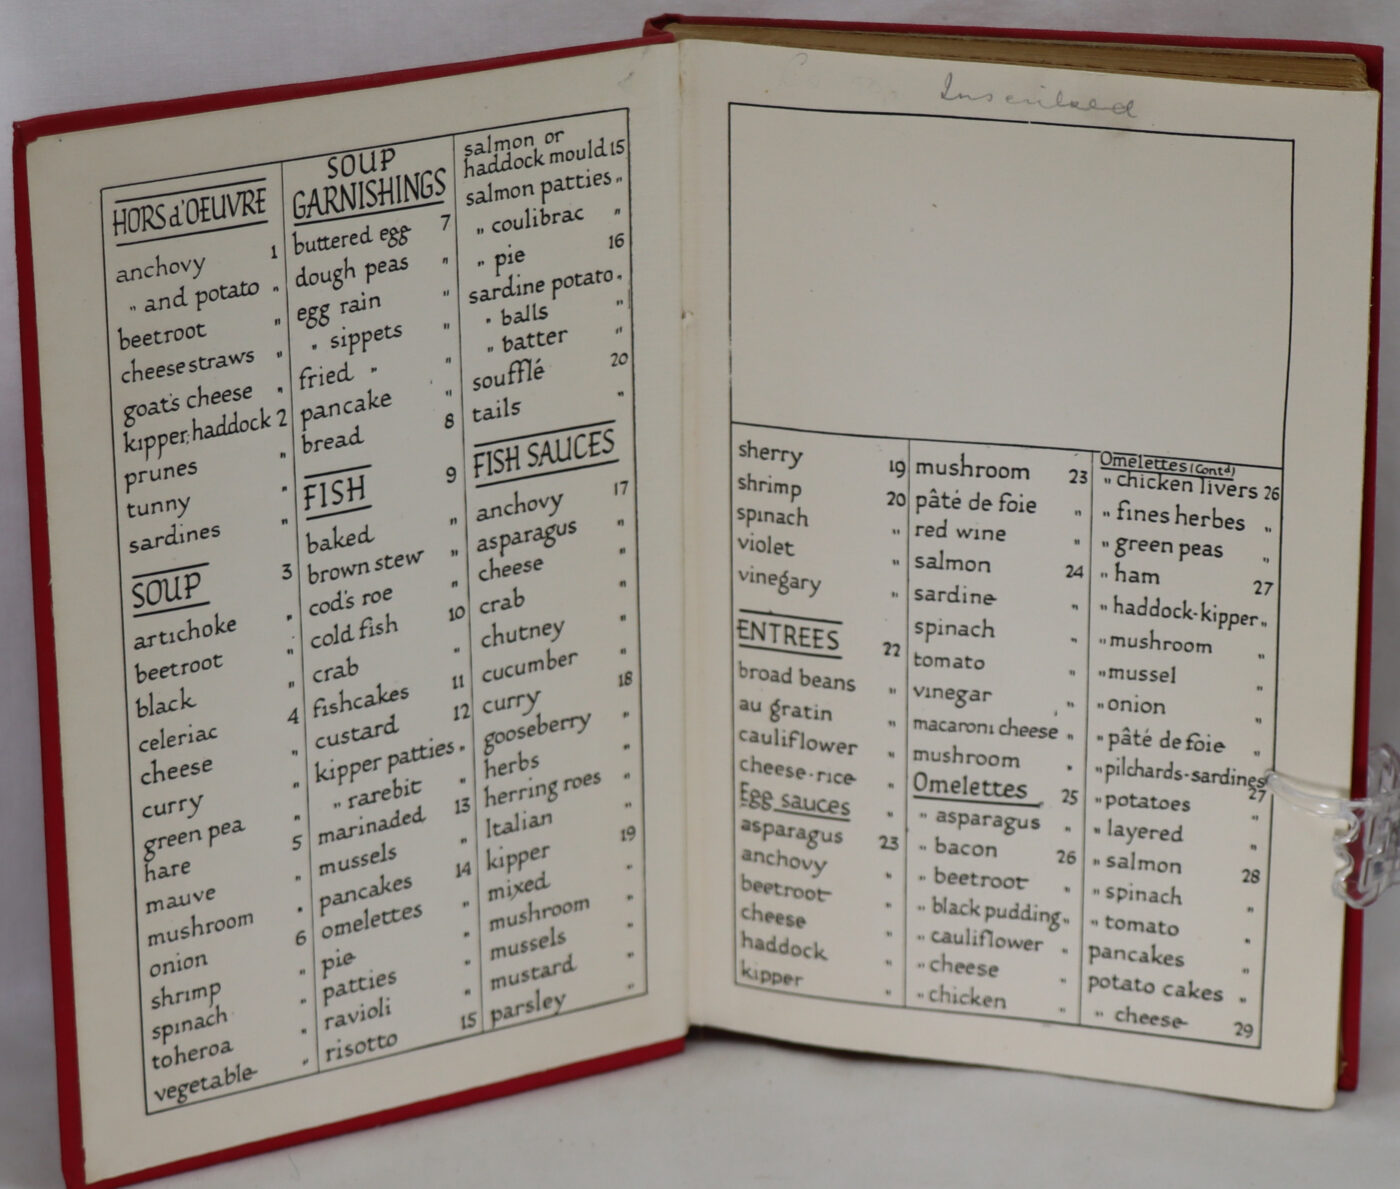 HORS d'OEUVRE
anchovy 1
" and potato "
beetroot "
cheese straws "
goat's cheese "
kipper, haddock 2
prunes "
tunny "
sardines "
SOUP 3
artichoke "
beetroot "
black "
celeriac 4
cheese "
curry "
green pea "
hare 5
mauve "
mushroom "
onion 6
shrimp "
spinach "
toheroa "
vegetable "
SOUP
GARNISHINGS
buttered egg 7
dough peas "
egg rain "
" sippets "
fried " "
pancake "
bread 8
FISH 9
baked "
brown stew "
cod's roe "
cold fish 10
crab "
fishcakes 11
custard 12
kipper patties "
" rarebit "
marinaded 13
mussels "
pancakes 14
omelettes "
pie "
patties "
ravioli "
risotto 15
salmon or
haddock mould 15
salmon patties "
" coulibrac "
" pie 16
sardine potato "
" balls "
" batter "
soufflé 20
tails "
FISH SAUCES
anchovy 17
asparagus "
cheese "
crab "
chutney "
cucumber "
curry 18
gooseberry "
herbs
herring roes "
Italian "
kipper 19
mixed "
mushroom "
mussels "
mustard "
parsley "
Inscribed
sherry 19
shrimp 20
spinach "
violet "
vinegary "
ENTREES 22
broad beans "
au gratin "
cauliflower "
cheese-rice "
Egg sauces "
asparagus 23
anchovy "
beetroot "
cheese "
haddock "
kipper "
mushroom 23
pâté de foie "
red wine "
salmon 24
sardine "
spinach "
tomato
vinegar "
macaroni cheese "
mushroom "
Omelettes 25
" asparagus "
" bacon 26
" beetroot "
" black pudding "
" cauliflower "
" cheese "
" chicken "
Omelettes (Contd)
" chicken livers 26
" fines herbes "
" green peas "
" ham 27
" haddock-kipper "
" mushroom "
" mussel "
" onion "
" pâté de foie "
" pilchards-sardines 27
" potatoes "
" layered "
" salmon 28
" spinach "
" tomato "
pancakes "
potato cakes "
" cheese 29